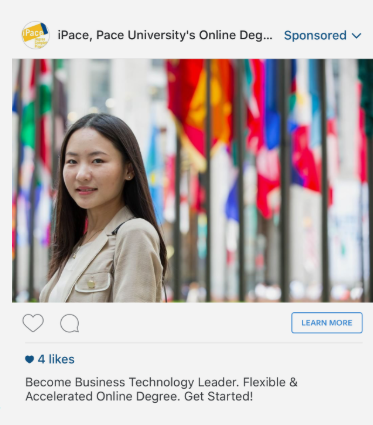 iPace
iPace, Pace University's Online Deg... Sponsored
LEARN MORE
4 likes
Become Business Technology Leader. Flexible &
Accelerated Online Degree. Get Started!